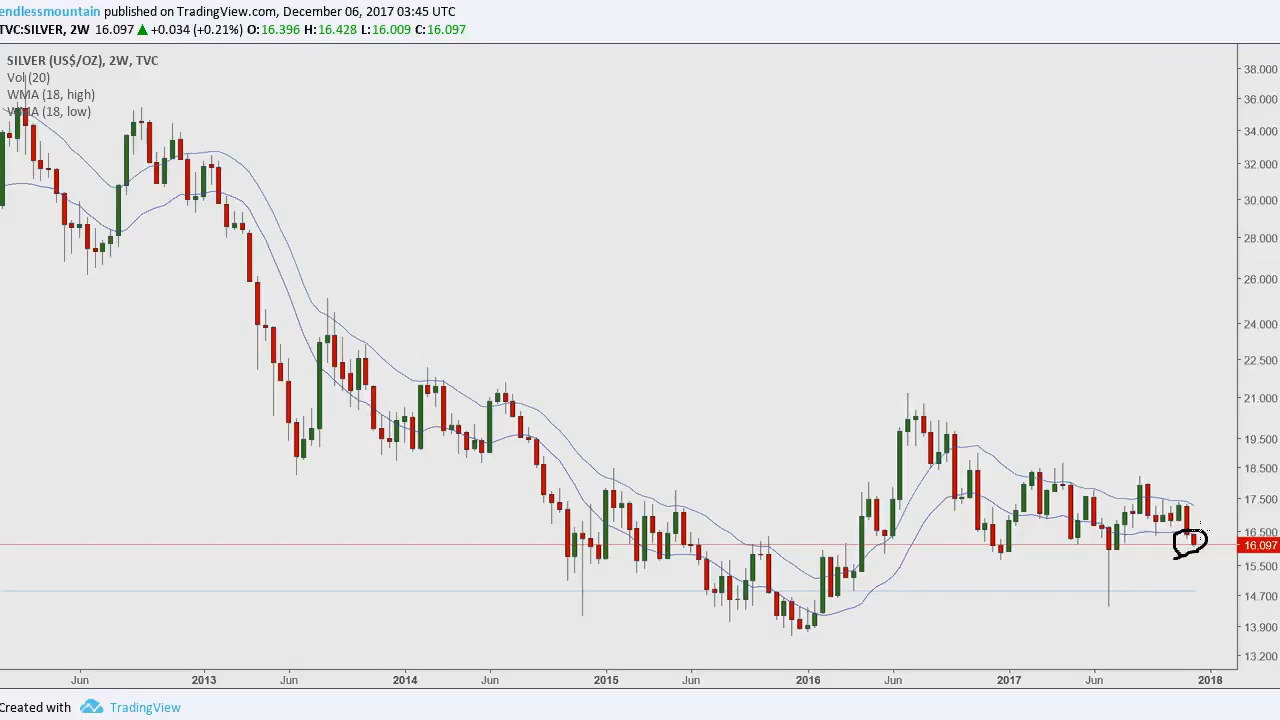 endlessmountain published on TradingView.com, December 06, 2017 03:45 UTC
TVC:SILVER, 2W 16.097 ▲ +0.034 (+0.21%) O:16.396 H:16.428 L:16.009 C:16.097
SILVER (US$/OZ), 2W, TVC
Vol (20)
WMA (18, high)
WMA (18, low)
38.000
36.000
34.000
32.000
30.000
28.000
26.000
24.000
22.500
21.000
19.500
18.500
17.500
16.500
16.097
15.500
14.700
13.900
13.200
Jun 2013 Jun 2014 Jun 2015 Jun 2016 Jun 2017 Jun 2018
Created with TradingView